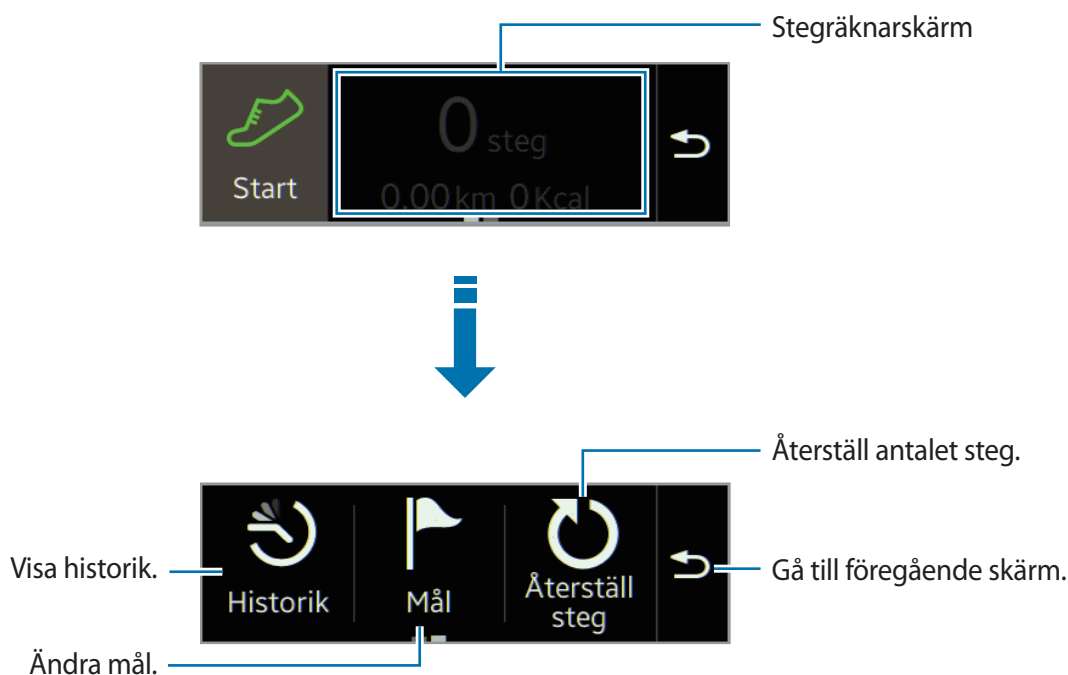 Stegräknarskärm
0 steg
Start
0.00 km 0 Kcal
Återställ antalet steg.
Visa historik.
Historik
Mål
Återställ
steg
Gå till föregående skärm.
Ändra mål.